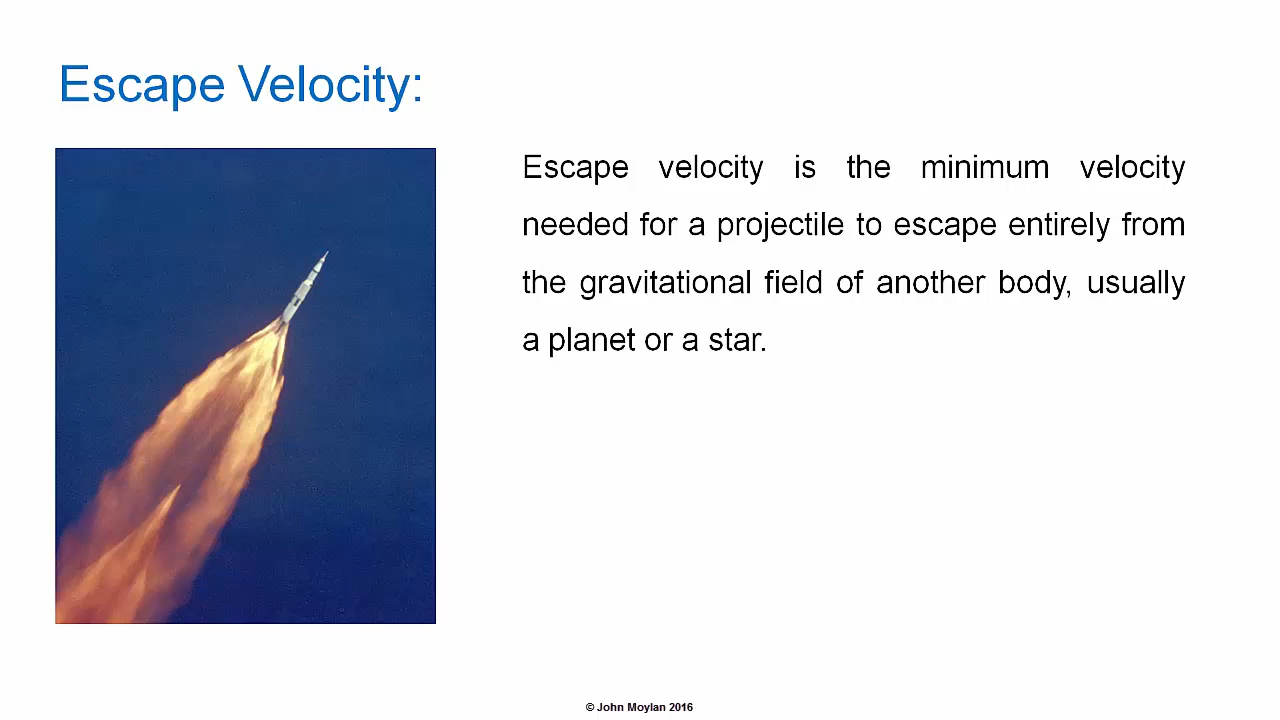 Escape Velocity:
Escape velocity is the minimum velocity
needed for a projectile to escape entirely from
the gravitational field of another body, usually
a planet or a star.
© John Moylan 2016